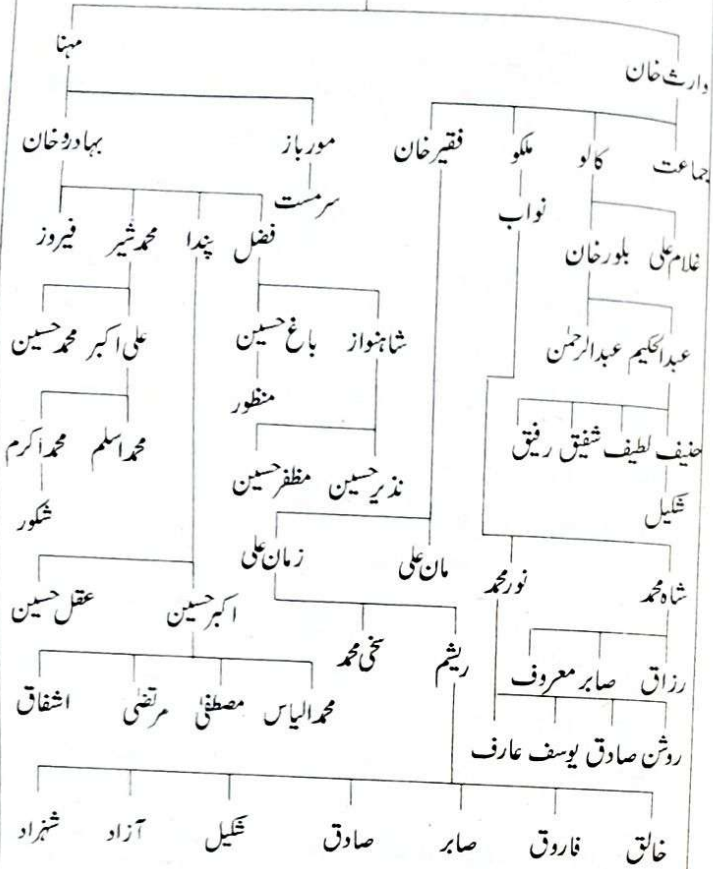 مہنا
وارث خان
بہادرو خان مورباز فقیر خان ملکو کالو جماعت
سرمست نواب
فیروز محمد شیر پندا فضل بلور خان غلام علی
محمد حسین علی اکبر باغ حسین شاہنواز عبدالرحمٰن عبدالحکیم
منظور
محمد اکرم محمد اسلم رفیق شفیق لطیف حنیف
مظفر حسین نذیر حسین
شکور شکیل
زمان علی مان علی
عقل حسین اکبر حسین نور محمد شاہ محمد
سخی محمد ریشم معروف صابر رزاق
اشفاق مرتضیٰ مصطفیٰ محمد الیاس
عارف یوسف صادق روشن
شہزاد آزاد شکیل صادق صابر فاروق خالق